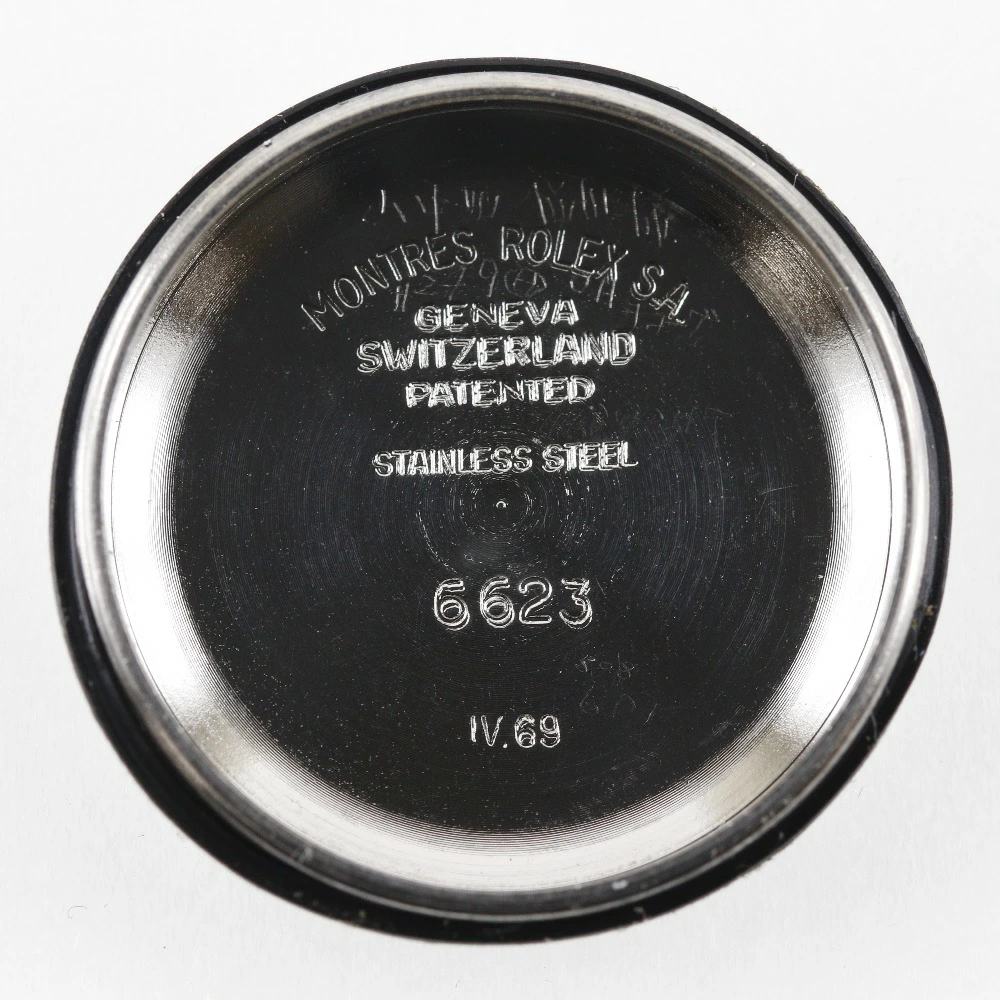 MONTRES ROLEX S.A.
GENEVA
SWITZERLAND
PATENTED
STAINLESS STEEL
6623
IV.69